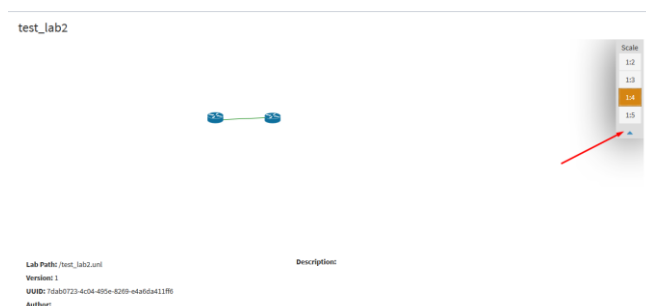 test_lab2
Scale
1:2
1:3
1:4
1:5
Lab Path: /test_lab2.unl
Description:
Version: 1
UUID: 7dab0723-4c04-495e-8269-e4a6da411ff6
Author: